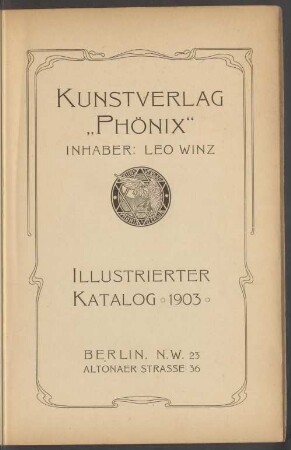 KUNSTVERLAG
„PHÖNIX“
INHABER: LEO WINZ
ILLUSTRIERTER
KATALOG 1903
BERLIN. N.W. 23
ALTONAER STRASSE 36